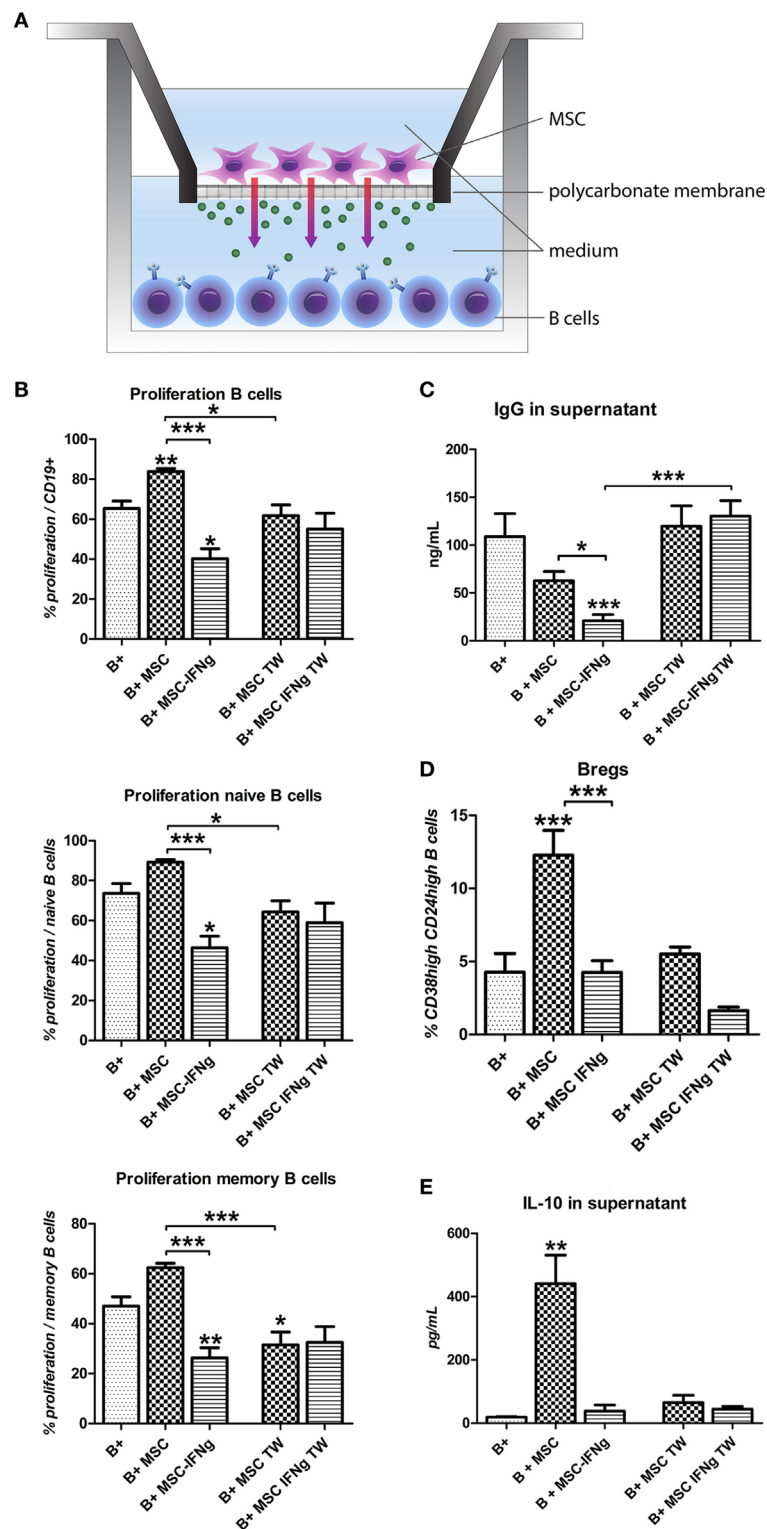 A
MSC
polycarbonate membrane
medium
B cells
B
Proliferation B cells
% proliferation / CD19+
100
80
60
40
20
0
**
***
*
*
B+
B+ MSC
B+ MSC-IFNg
B+ MSC TW
B+ MSC IFNg TW
C
IgG in supernatant
ng/mL
200
150
100
50
0
*
***
***
B+
B + MSC
B + MSC-IFNg
B + MSC TW
B + MSC-IFNgTW
Proliferation naive B cells
% proliferation / naive B cells
100
80
60
40
20
0
***
*
*
B+
B+ MSC
B+ MSC-IFNg
B+ MSC TW
B+ MSC IFNg TW
D
Bregs
% CD38high CD24high B cells
15
10
5
0
***
***
B+
B+ MSC
B+ MSC IFNg
B+ MSC TW
B+ MSC IFNg TW
Proliferation memory B cells
% proliferation / memory B cells
80
60
40
20
0
***
***
**
*
B+
B+ MSC
B+ MSC-IFNg
B+ MSC TW
B+ MSC IFNg TW
E
IL-10 in supernatant
pg/mL
600
400
200
0
**
B+
B + MSC
B + MSC-IFNg
B+ MSC TW
B+ MSC IFNg TW